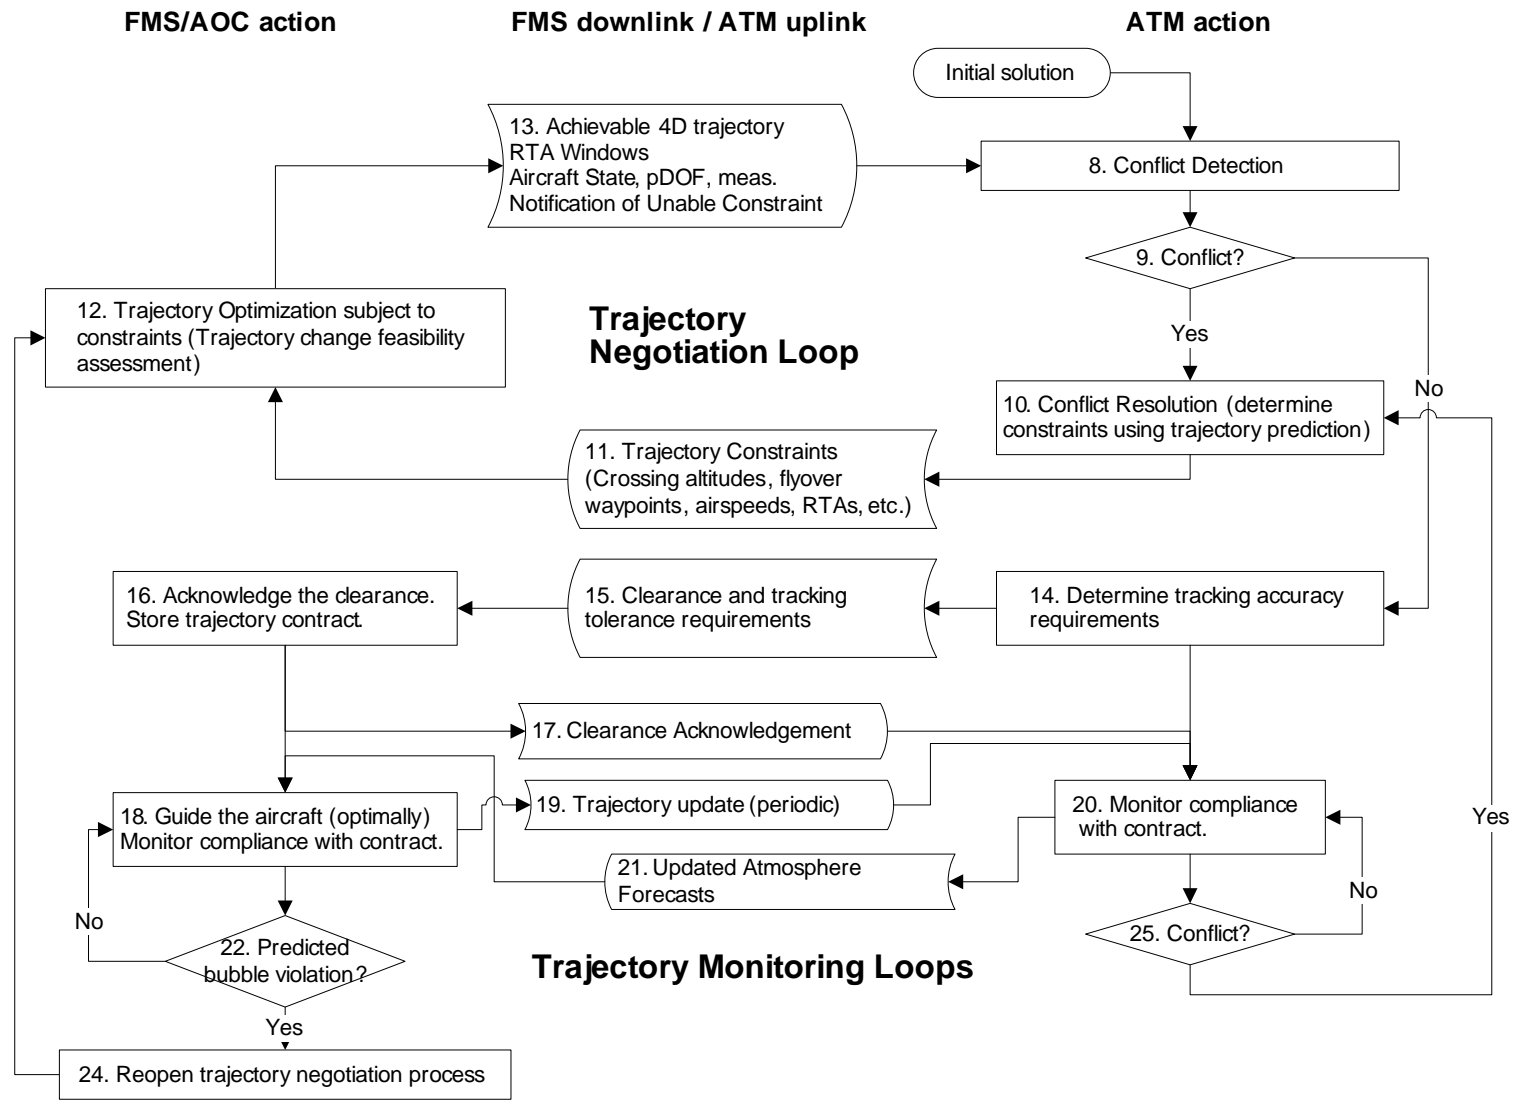 FMS/AOC action
FMS downlink / ATM uplink
ATM action
Initial solution
13. Achievable 4D trajectory
RTA Windows
Aircraft State, pDOF, meas.
Notification of Unable Constraint
8. Conflict Detection
9. Conflict?
12. Trajectory Optimization subject to
constraints (Trajectory change feasibility
assessment)
Trajectory
Negotiation Loop
Yes
No
10. Conflict Resolution (determine
constraints using trajectory prediction)
11. Trajectory Constraints
(Crossing altitudes, flyover
waypoints, airspeeds, RTAs, etc.)
16. Acknowledge the clearance.
Store trajectory contract.
15. Clearance and tracking
tolerance requirements
14. Determine tracking accuracy
requirements
17. Clearance Acknowledgement
18. Guide the aircraft (optimally)
Monitor compliance with contract.
19. Trajectory update (periodic)
20. Monitor compliance
with contract.
Yes
21. Updated Atmosphere
Forecasts
No
No
22. Predicted
bubble violation?
25. Conflict?
Trajectory Monitoring Loops
Yes
24. Reopen trajectory negotiation process